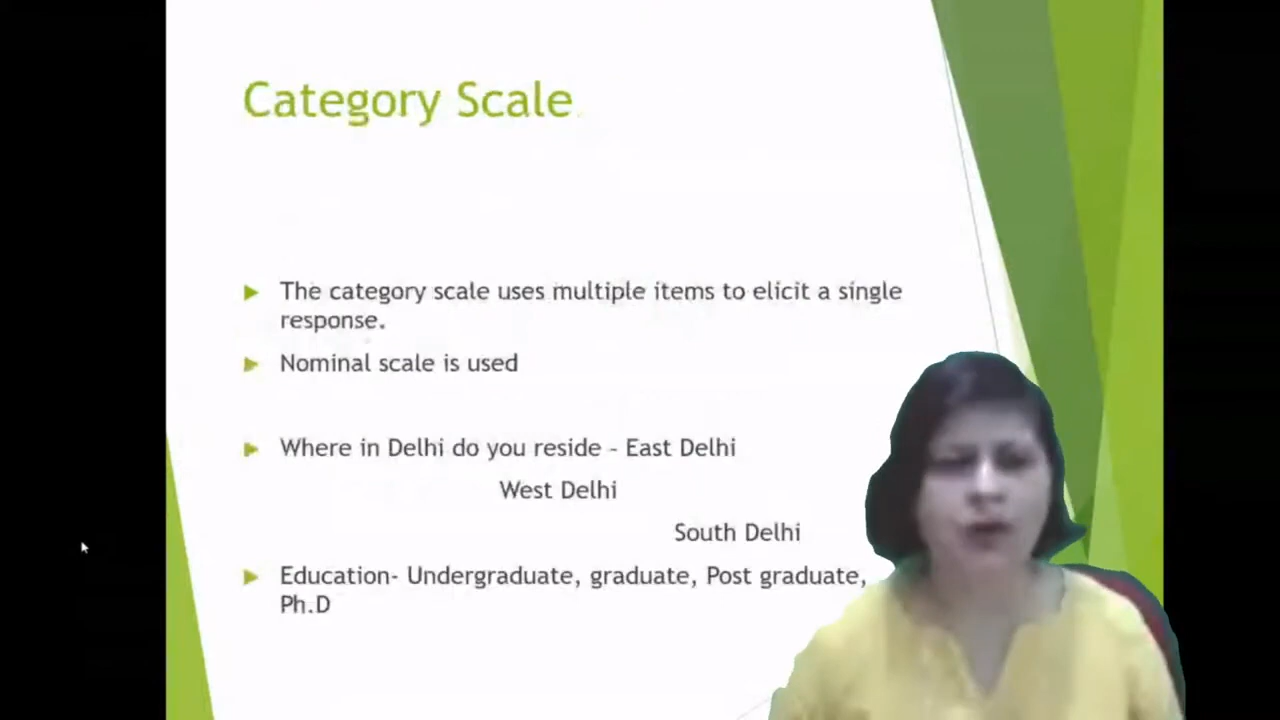 Category Scale
The category scale uses multiple items to elicit a single
response.
Nominal scale is used
Where in Delhi do you reside – East Delhi
West Delhi
South Delhi
Education- Undergraduate, graduate, Post graduate,
Ph.D